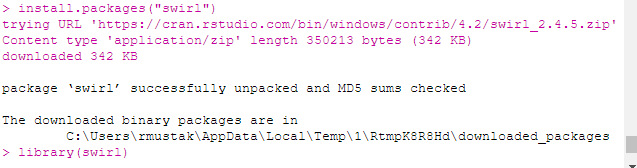 > install.packages("swirl")
trying URL 'https://cran.rstudio.com/bin/windows/contrib/4.2/swirl_2.4.5.zip'
Content type 'application/zip' length 350213 bytes (342 KB)
downloaded 342 KB
package ‘swirl’ successfully unpacked and MD5 sums checked
The downloaded binary packages are in
C:\Users\rmustak\AppData\Local\Temp\1\RtmpK8R8Hd\downloaded_packages
> library(swirl)